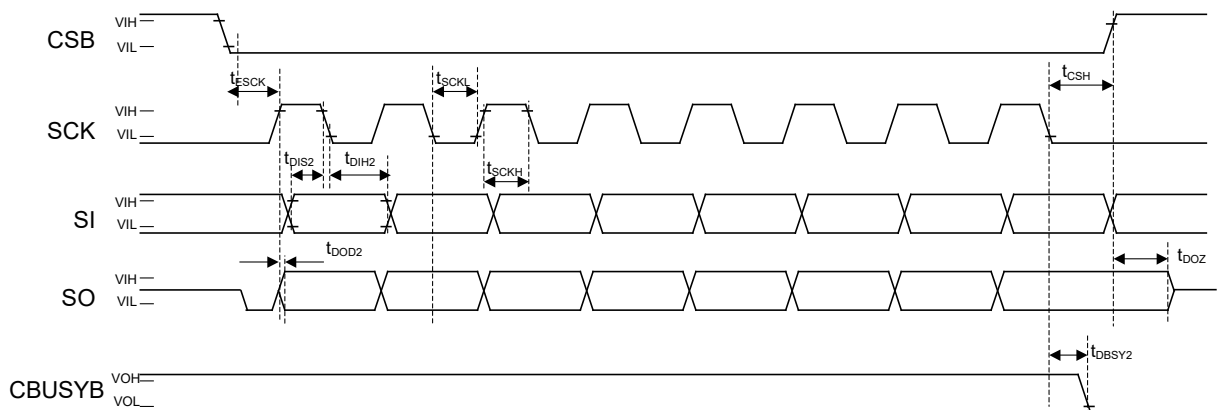 VIH
CSB
VIL
tESCK
tSCKL
tCSH
VIH
SCK
VIL
tDIS2
tDIH2
tSCKH
VIH
SI
VIL
tDOD2
tDOZ
VIH
SO
VIL
tDBSY2
VOH
CBUSYB
VOL